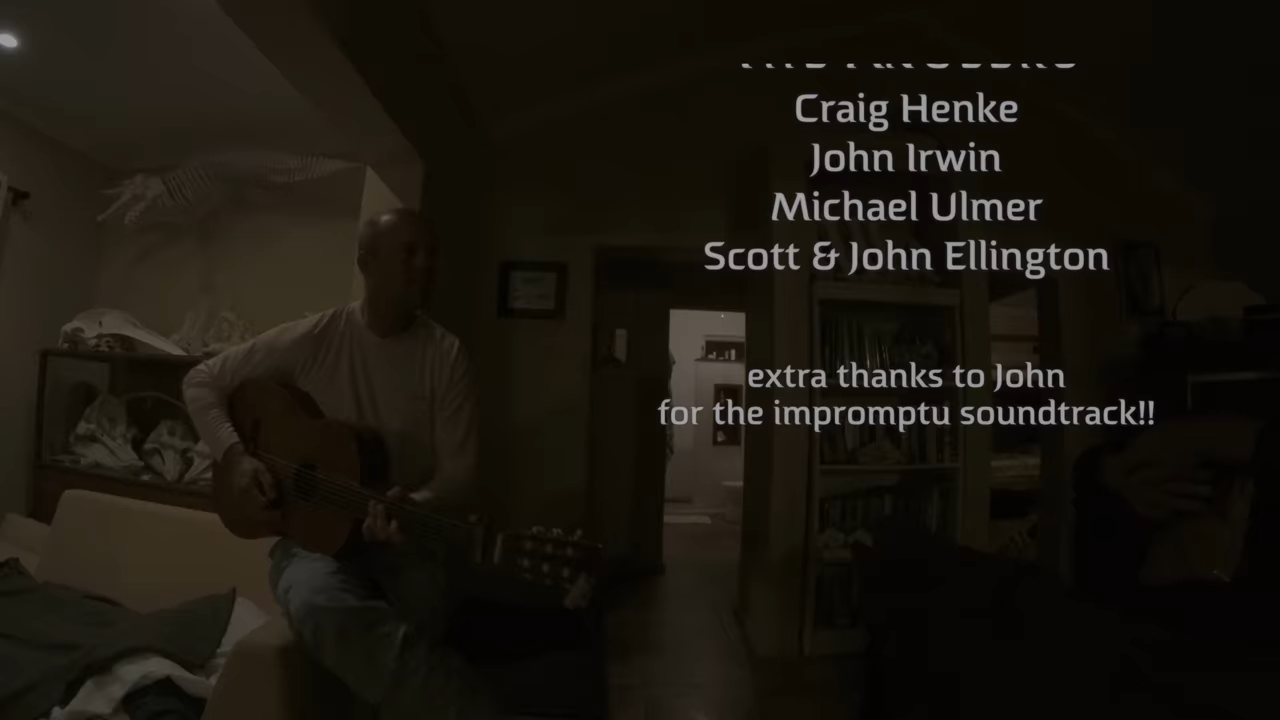 Craig Henke
John Irwin
Michael Ulmer
Scott & John Ellington
extra thanks to John
for the impromptu soundtrack!!